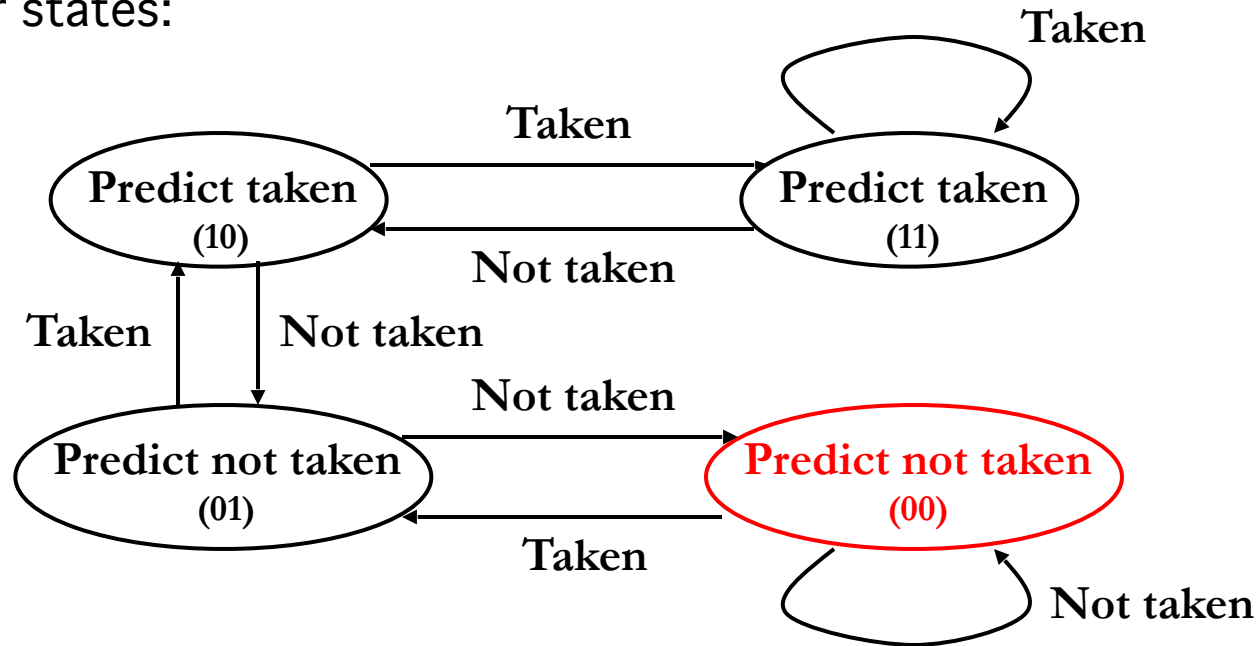 states:
Taken
Taken
Predict taken
(10)
Predict taken
(11)
Not taken
Taken
Not taken
Not taken
Predict not taken
(01)
Predict not taken
(00)
Taken
Not taken